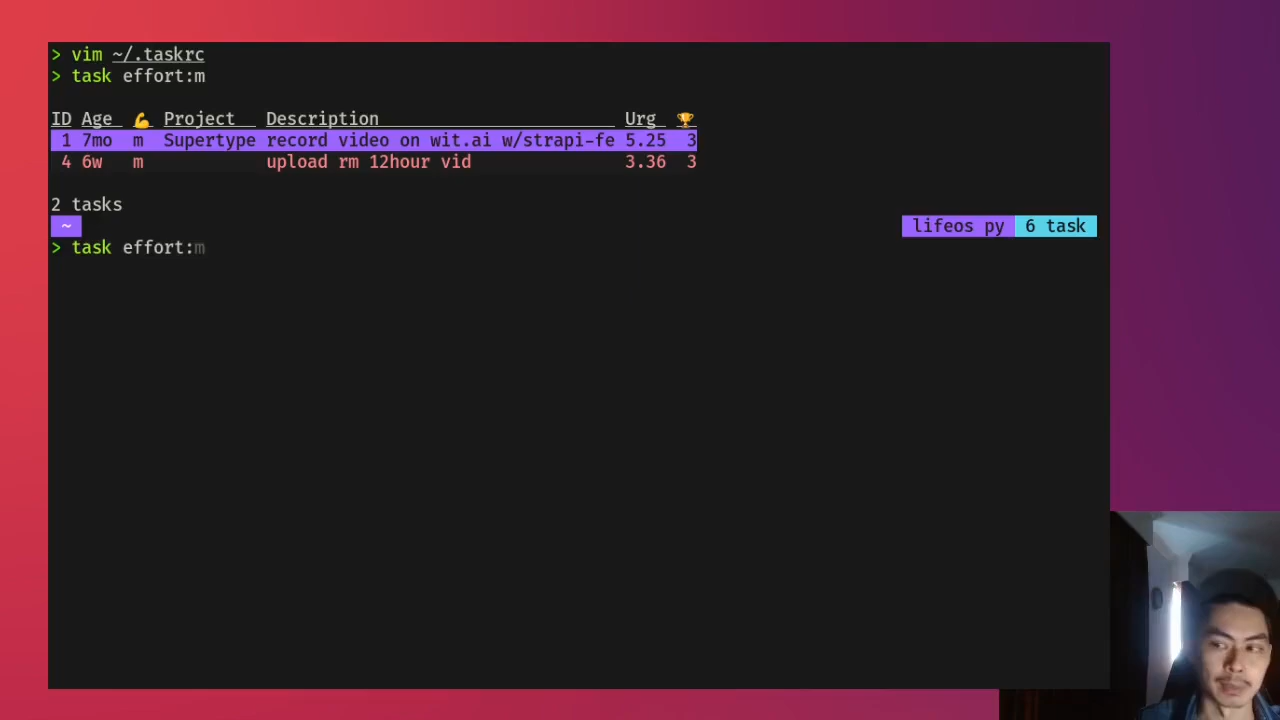 > vim ~/.taskrc
> task effort:m
ID Age 💪 Project Description Urg 🏆
1 7mo m Supertype record video on wit.ai w/strapi-fe 5.25 3
4 6w m upload rm 12hour vid 3.36 3
2 tasks
~ lifeos py 6 task
> task effort:m